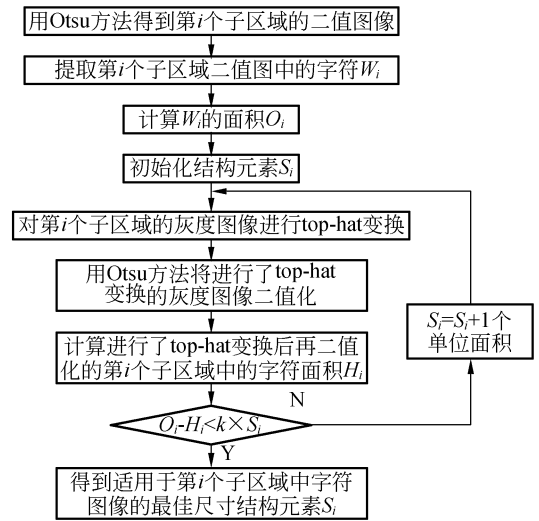 用Otsu方法得到第i个子区域的二值图像
提取第i个子区域二值图中的字符Wi
计算Wi的面积Oi
初始化结构元素Si
对第i个子区域的灰度图像进行top-hat变换
用Otsu方法将进行了top-hat
变换的灰度图像二值化
Si=Si+1个
单位面积
计算进行了top-hat变换后再二值
化的第i个子区域中的字符面积Hi
N
Oi-Hi<k×Si
Y
得到适用于第i个子区域中字符
图像的最佳尺寸结构元素Si